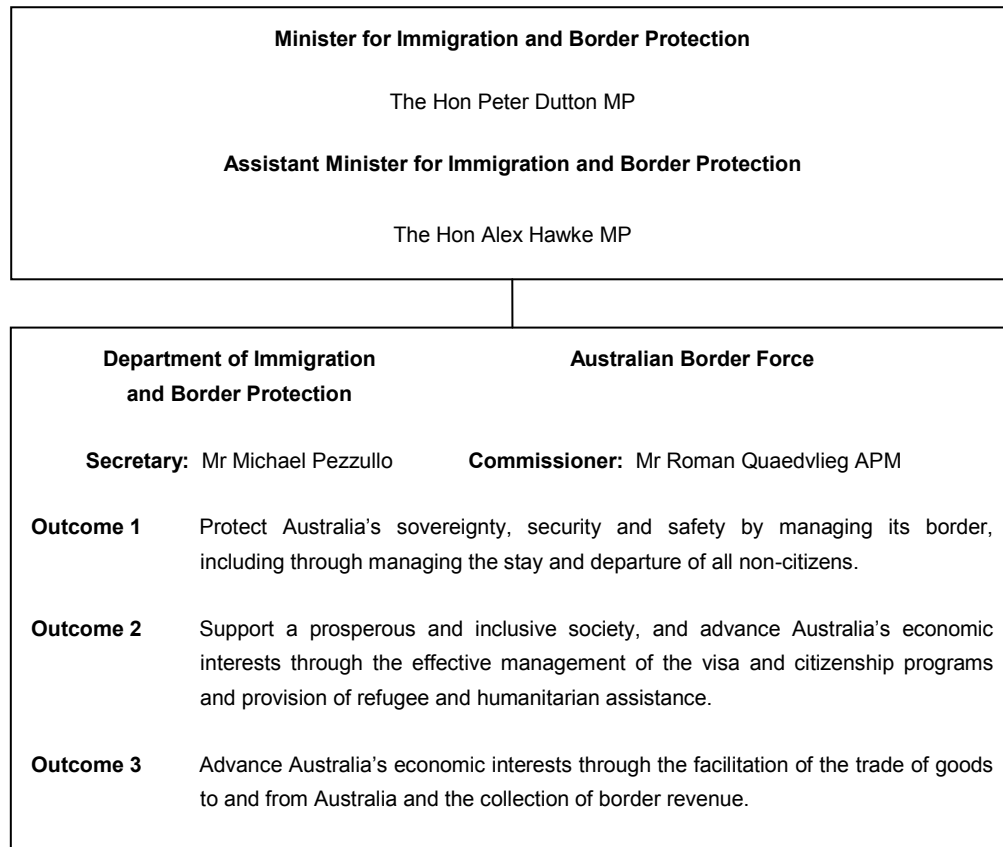 Minister for Immigration and Border Protection
The Hon Peter Dutton MP
Assistant Minister for Immigration and Border Protection
The Hon Alex Hawke MP
Department of Immigration
and Border Protection
Australian Border Force
Secretary: Mr Michael Pezzullo
Commissioner: Mr Roman Quaedvlieg APM
Outcome 1 Protect Australia’s sovereignty, security and safety by managing its border,
including through managing the stay and departure of all non-citizens.
Outcome 2 Support a prosperous and inclusive society, and advance Australia’s economic
interests through the effective management of the visa and citizenship programs
and provision of refugee and humanitarian assistance.
Outcome 3 Advance Australia’s economic interests through the facilitation of the trade of goods
to and from Australia and the collection of border revenue.